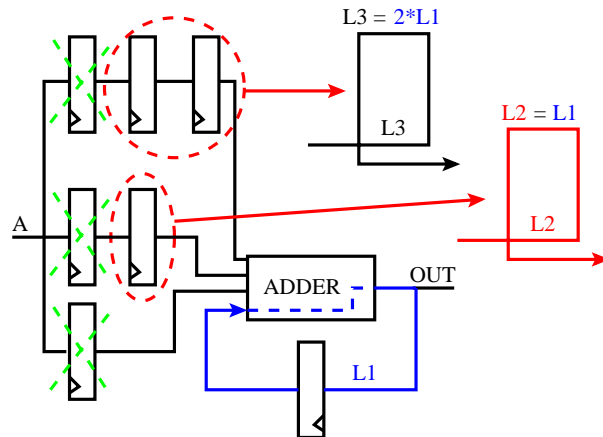 L3 = 2*L1
L3
L2 = L1
L2
A
ADDER
OUT
L1